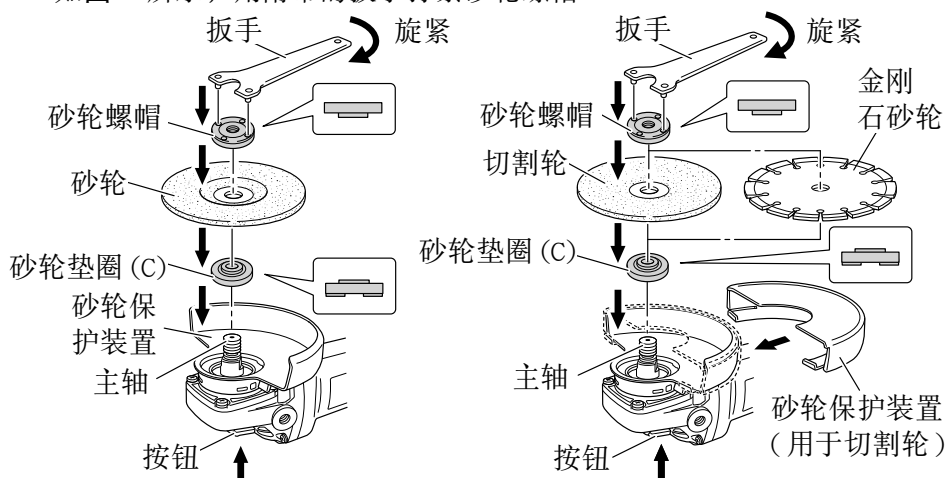 扳手
旋紧
砂轮螺帽
砂轮
砂轮垫圈(C)
砂轮保
护装置
主轴
按钮
扳手
旋紧
砂轮螺帽
金刚
石砂轮
切割轮
砂轮垫圈(C)
主轴
砂轮保护装置
(用于切割轮)
按钮